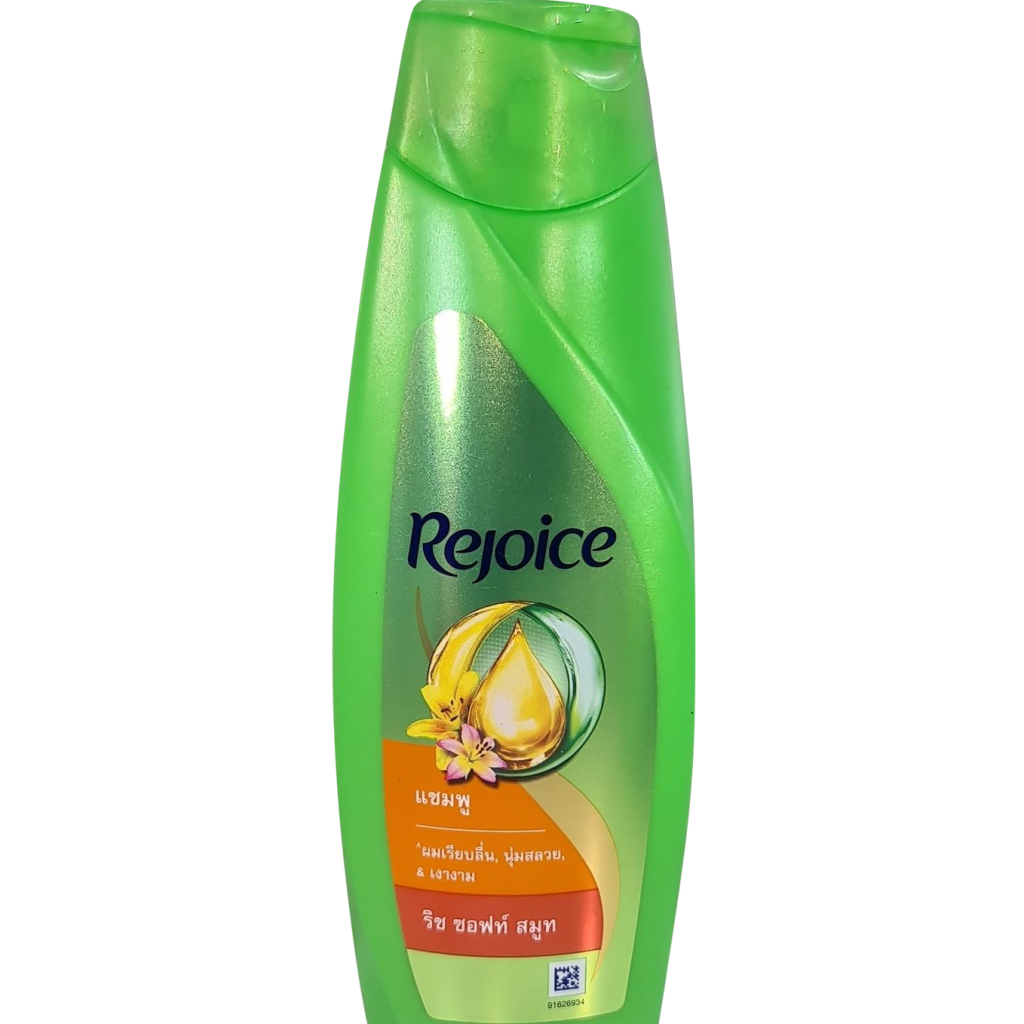 Rejoice
แชมพู
^ผมเรียบลื่น, นุ่มสลวย,
& เงางาม
ริช ซอฟท์ สมูท
91626934